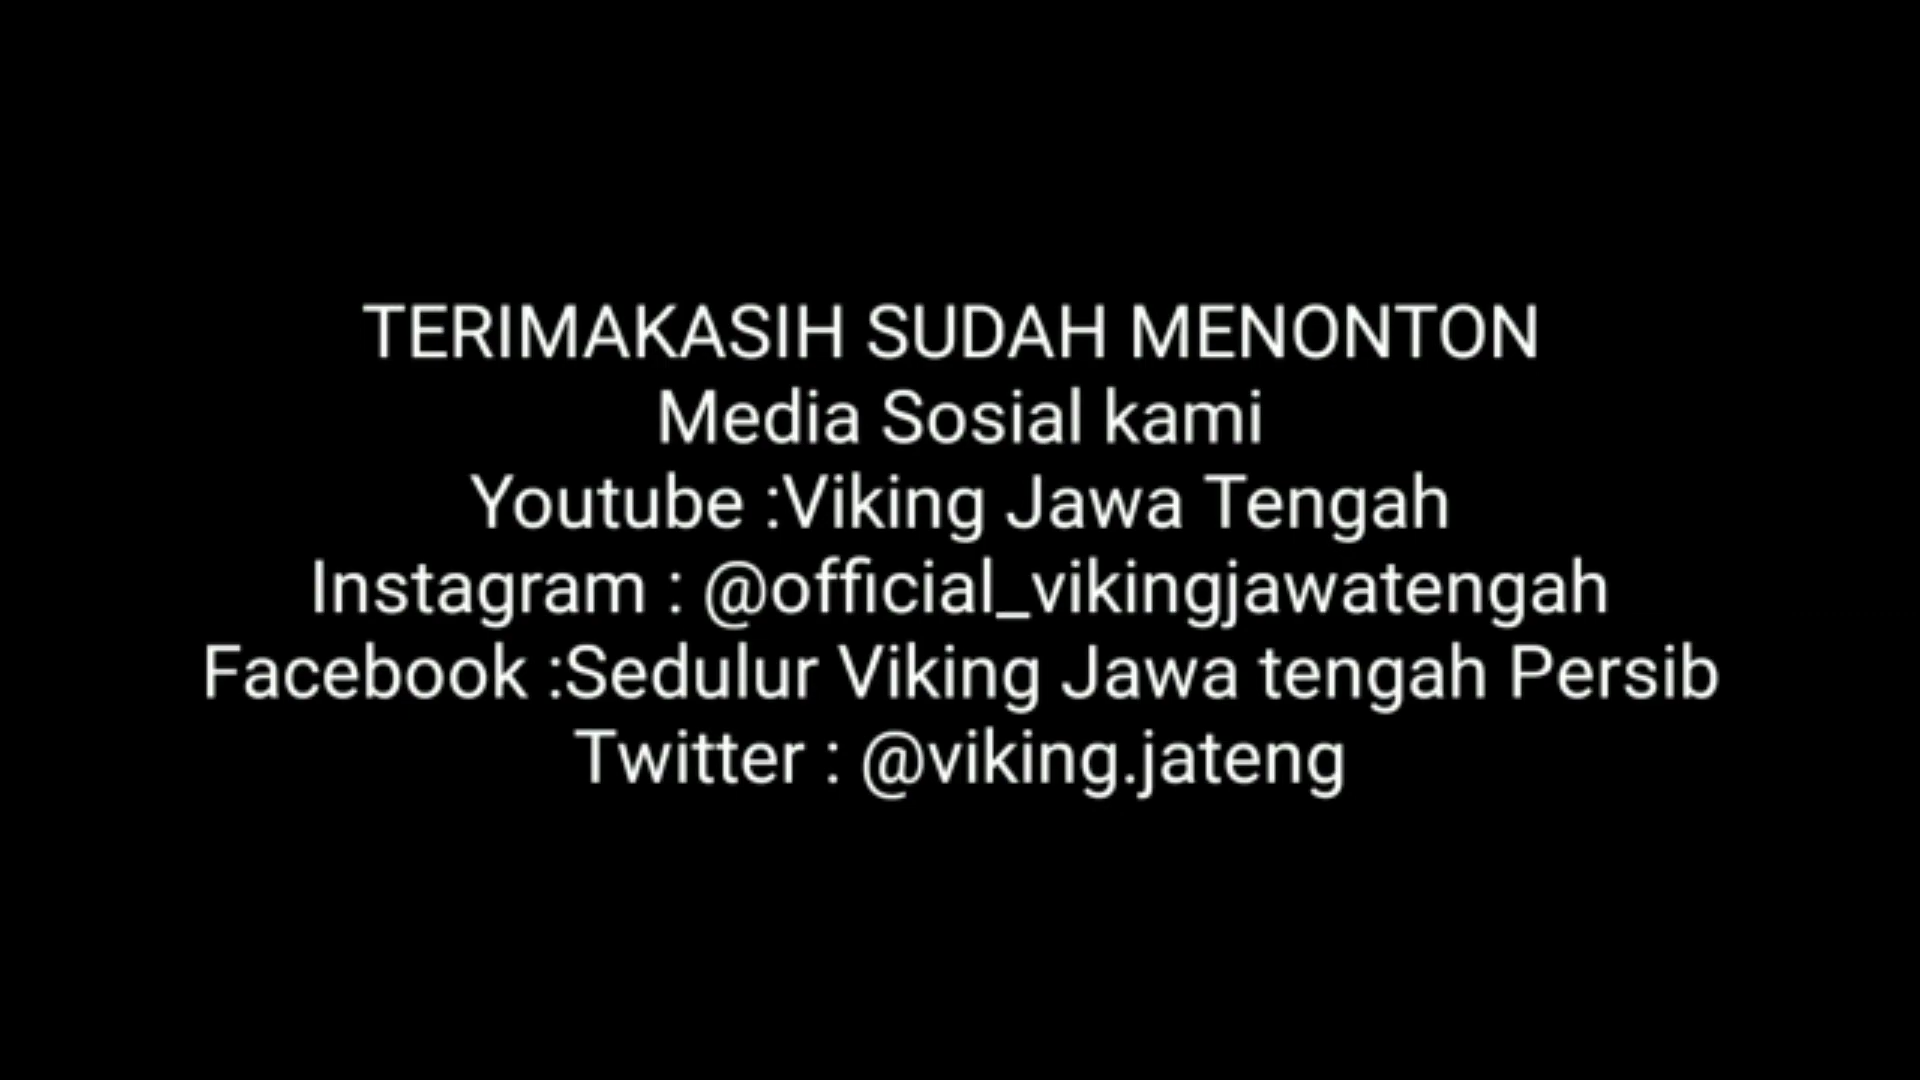 TERIMAKASIH SUDAH MENONTON
Media Sosial kami
Youtube :Viking Jawa Tengah
Instagram : @official_vikingjawatengah
Facebook :Sedulur Viking Jawa tengah Persib
Twitter : @viking.jateng